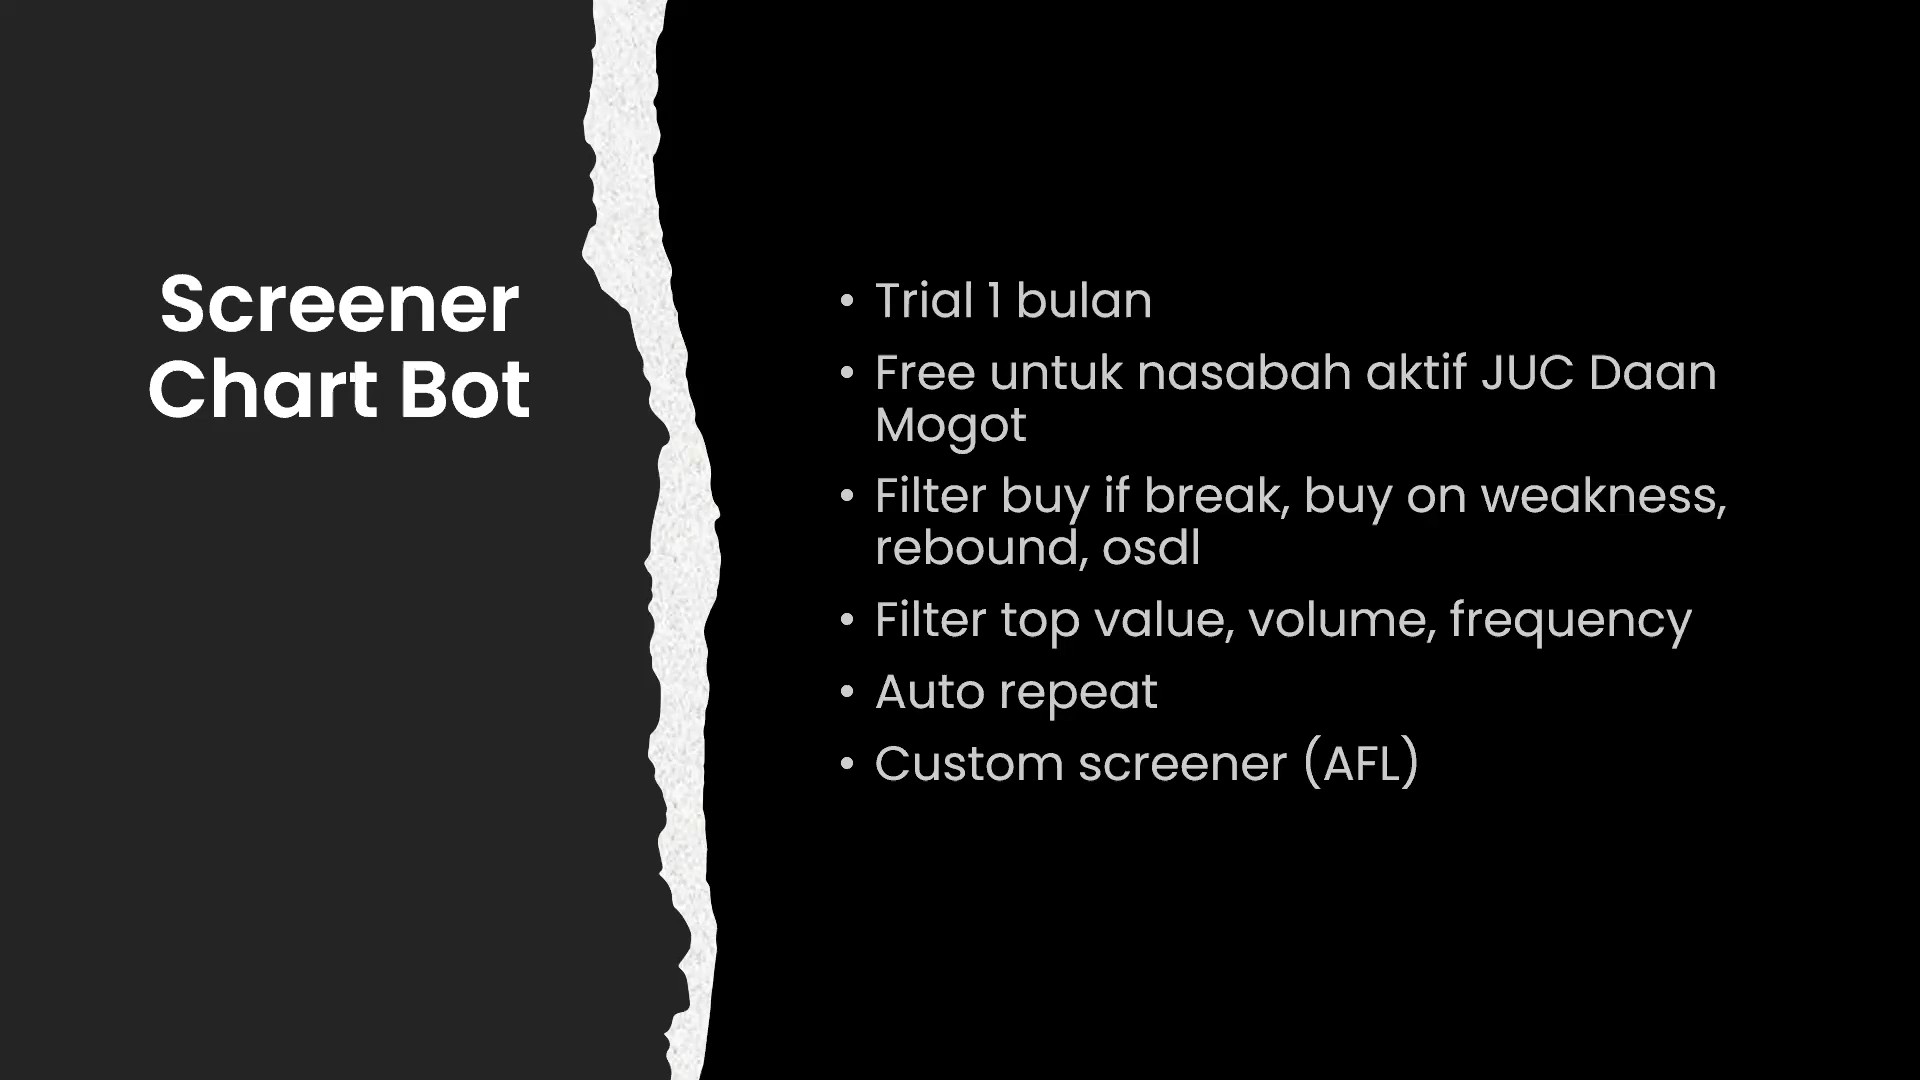 Screener
Chart Bot
• Trial 1 bulan
• Free untuk nasabah aktif JUC Daan
Mogot
• Filter buy if break, buy on weakness,
rebound, osdl
• Filter top value, volume, frequency
• Auto repeat
• Custom screener (AFL)